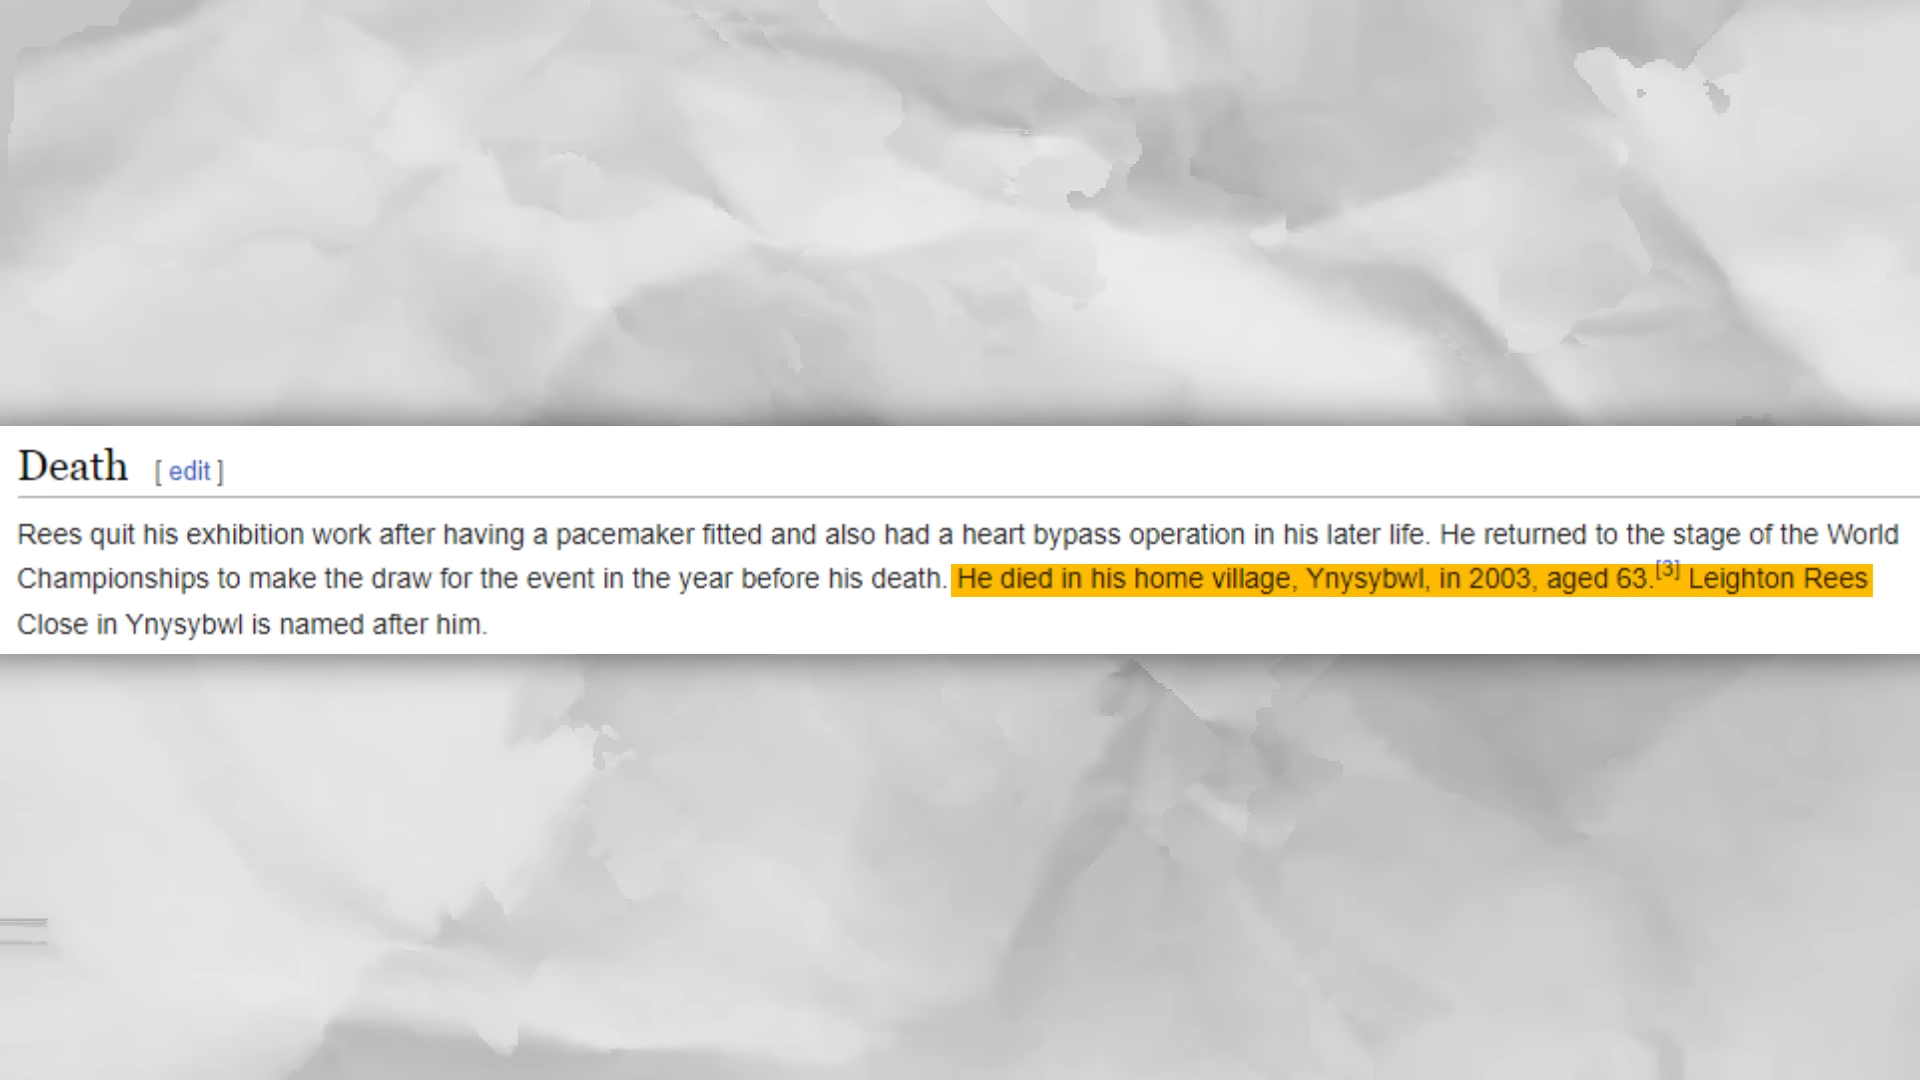 Death [ edit ]
Rees quit his exhibition work after having a pacemaker fitted and also had a heart bypass operation in his later life. He returned to the stage of the World
Championships to make the draw for the event in the year before his death. He died in his home village, Ynysybwl, in 2003, aged 63.[3] Leighton Rees
Close in Ynysybwl is named after him.